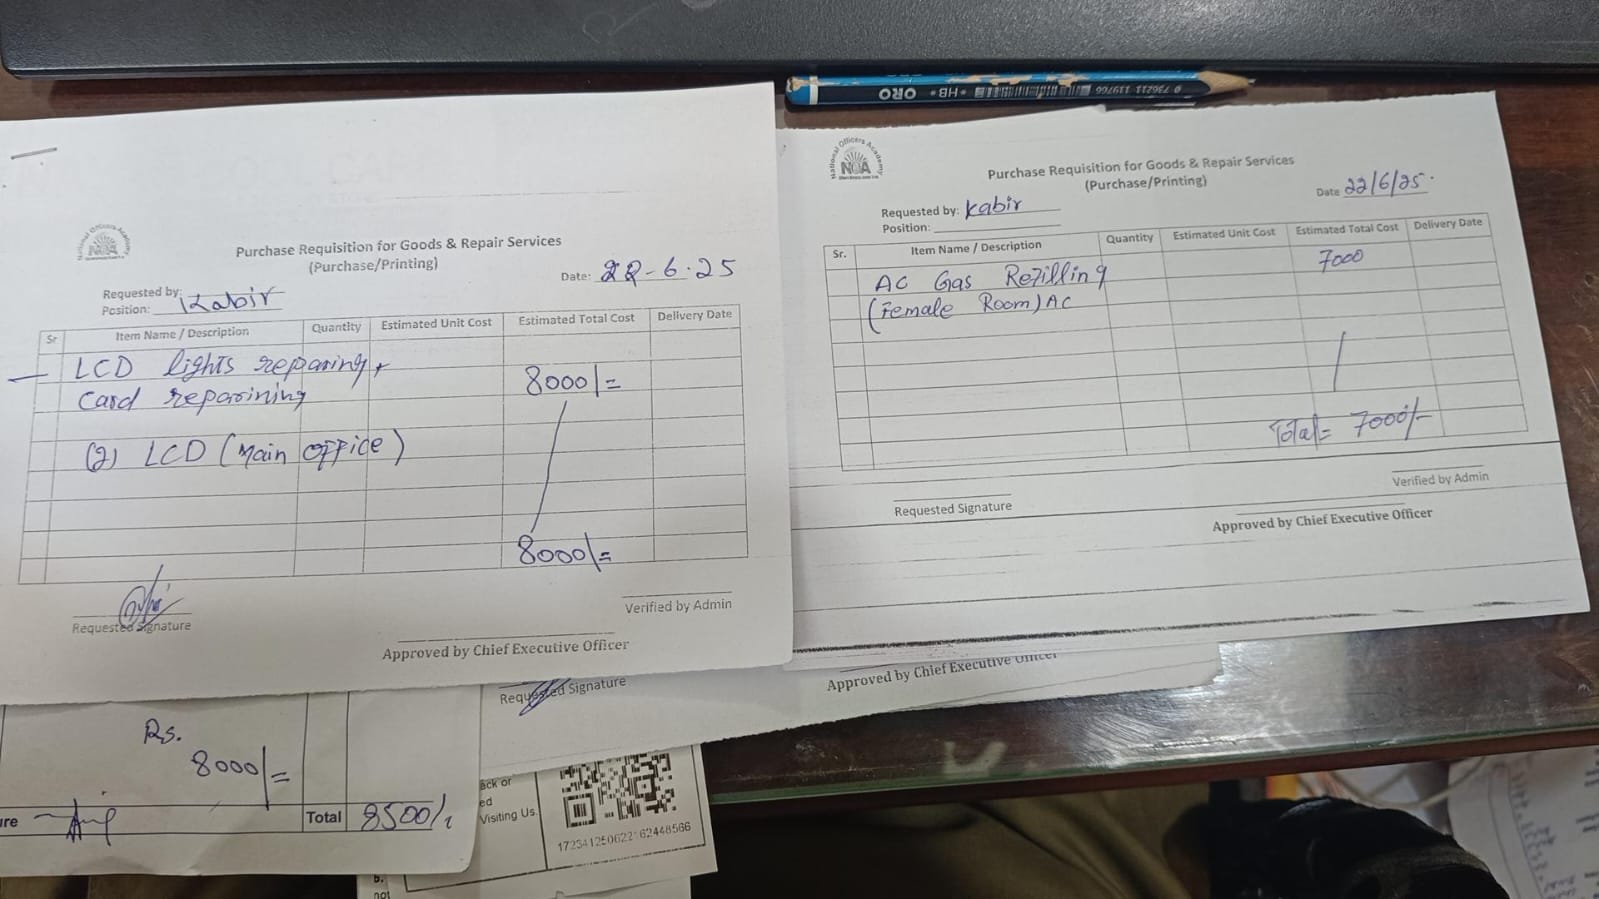 ORO • HB •
National Officers Academy
NOA
Purchase Requisition for Goods & Repair Services
(Purchase/Printing)
Date: 22-6.25
Requested by: Kabir
Position:
Sr
Item Name / Description
Quantity
Estimated Unit Cost
Estimated Total Cost
Delivery Date
LCD lights reparing +
Card reparining
8000/=
(2) LCD (Main office)
8000/=
Requested Signature
Verified by Admin
Approved by Chief Executive Officer
National Officers Academy
NOA
Purchase Requisition for Goods & Repair Services
(Purchase/Printing)
Date 22/6/25.
Requested by: Kabir
Position:
Sr.
Item Name / Description
Quantity
Estimated Unit Cost
Estimated Total Cost
Delivery Date
AC Gas Refilling
7000
(Female Room) AC
Total = 7000/-
Requested Signature
Verified by Admin
Approved by Chief Executive Officer
Requested Signature
Approved by Chief Executive Officer
Rs.
8000/=
Total
8500/
ack or
ed
Visiting Us.